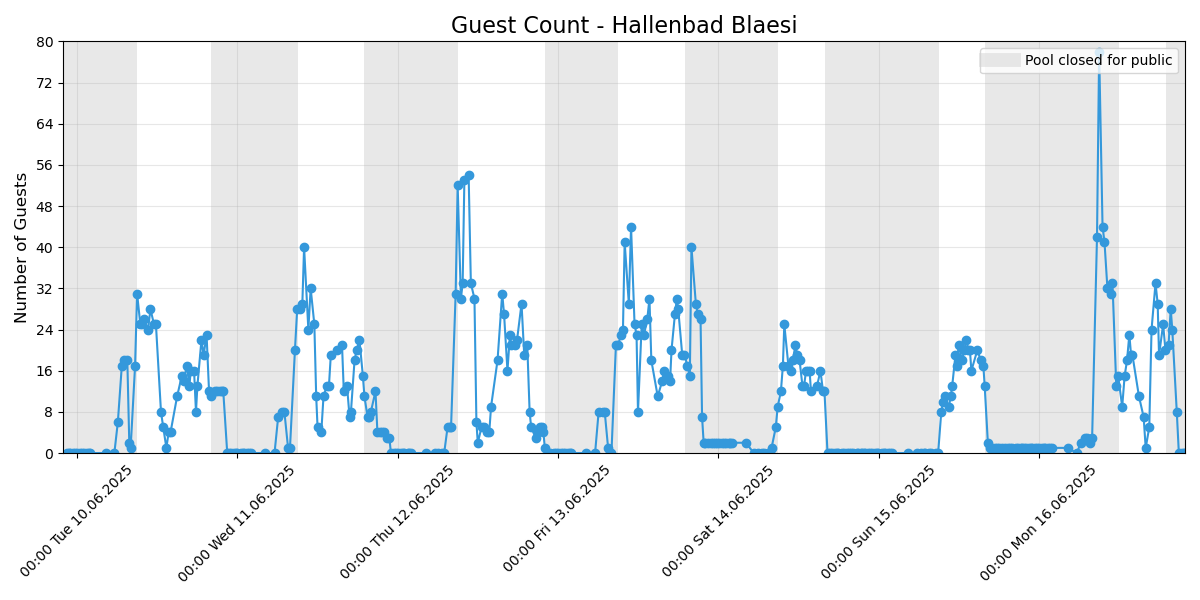 Guest Count - Hallenbad Blaesi
Number of Guests
80
72
64
56
48
40
32
24
16
8
0
Pool closed for public
00:00 Tue 10.06.2025
00:00 Wed 11.06.2025
00:00 Thu 12.06.2025
00:00 Fri 13.06.2025
00:00 Sat 14.06.2025
00:00 Sun 15.06.2025
00:00 Mon 16.06.2025